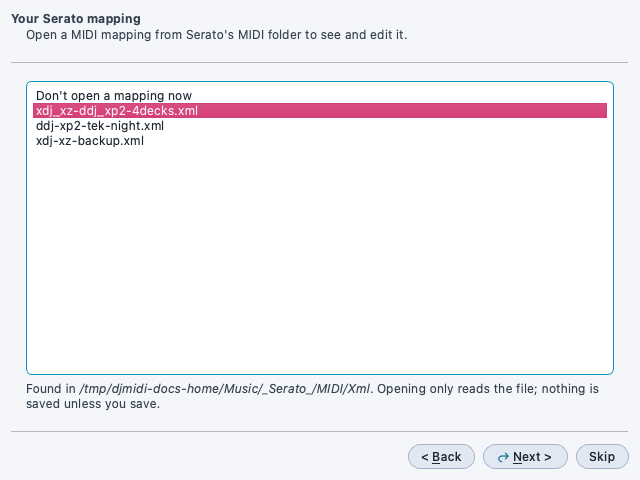 Your Serato mapping
Open a MIDI mapping from Serato's MIDI folder to see and edit it.
Don't open a mapping now
xdj_xz-ddj_xp2-4decks.xml
ddj-xp2-tek-night.xml
xdj-xz-backup.xml
Found in /tmp/djmidi-docs-home/Music/_Serato_/MIDI/Xml. Opening only reads the file; nothing is
saved unless you save.
< Back
Next >
Skip